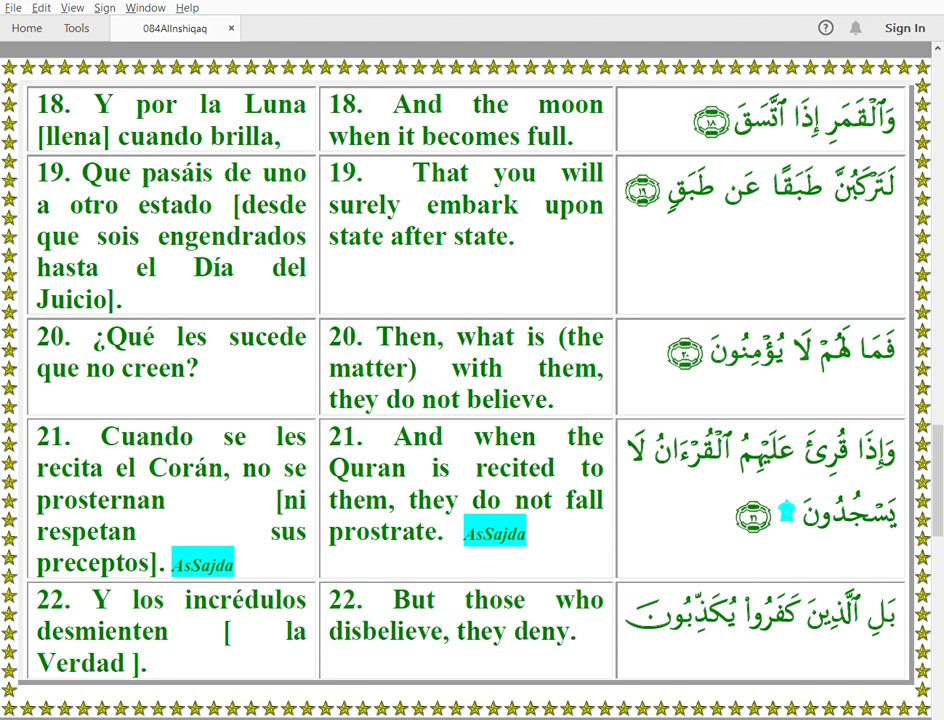 File Edit View Sign Window Help
Home Tools 084AlInshiqaq × ? Sign In
18. Y por la Luna
[llena] cuando brilla,
18. And the moon
when it becomes full.
وَٱلْقَمَرِ إِذَا ٱتَّسَقَ ١٨
19. Que pasáis de uno
a otro estado [desde
que sois engendrados
hasta el Día del
Juicio].
19. That you will
surely embark upon
state after state.
لَتَرْكَبُنَّ طَبَقًا عَن طَبَقٍ ١٩
20. ¿Qué les sucede
que no creen?
20. Then, what is (the
matter) with them,
they do not believe.
فَمَا لَهُمْ لَا يُؤْمِنُونَ ٢٠
21. Cuando se les
recita el Corán, no se
prosternan [ni
respetan sus
preceptos]. AsSajda
21. And when the
Quran is recited to
them, they do not fall
prostrate. AsSajda
وَإِذَا قُرِئَ عَلَيْهِمُ ٱلْقُرْءَانُ لَا
يَسْجُدُونَ ۩ ٢١
22. Y los incrédulos
desmienten [ la
Verdad ].
22. But those who
disbelieve, they deny.
بَلِ ٱلَّذِينَ كَفَرُوا۟ يُكَذِّبُونَ